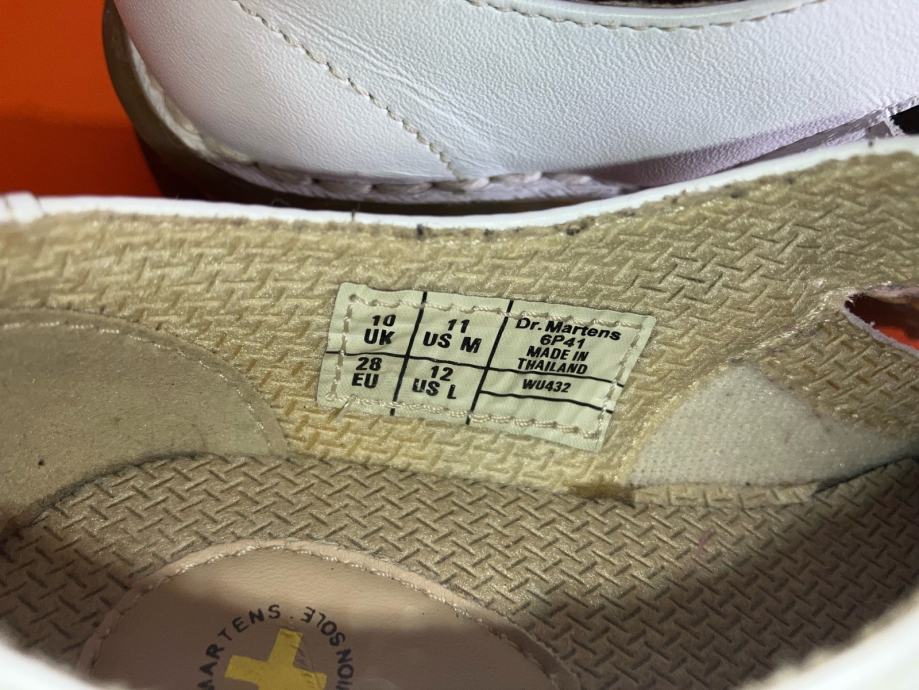 10
UK
11
US M
Dr. Martens
6P41
MADE IN
THAILAND
28
EU
12
US L
WU432
MARTENS · SOLE